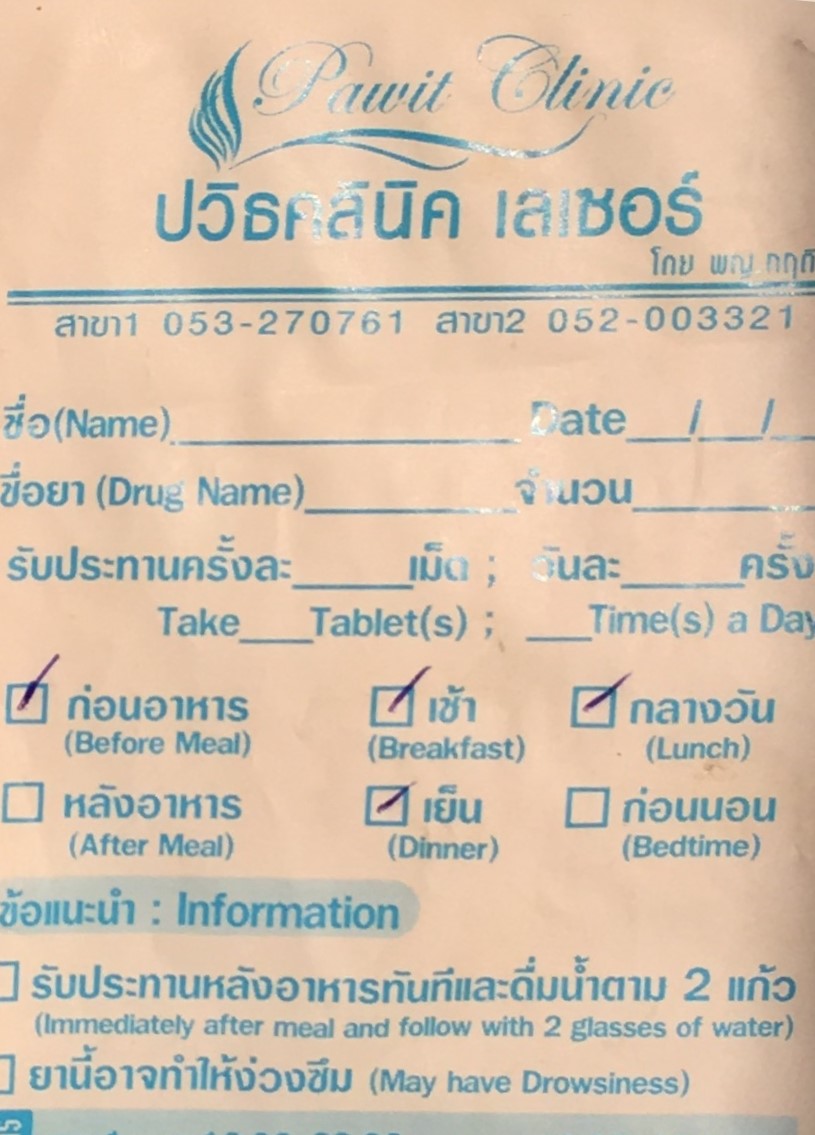 Pawit Clinic
ปวิธคลินิค เลเซอร์
โดย พญ.
สาขา1 053-270761 สาขา2 052-003321
ชื่อ(Name)____________ Date___/___/__
ชื่อยา (Drug Name)________จำนวน_______
รับประทานครั้งละ_____เม็ด ; วันละ_____ครั้ง
Take___Tablet(s) ; ___Time(s) a Day
ก่อนอาหาร เช้า กลางวัน
(Before Meal) (Breakfast) (Lunch)
หลังอาหาร เย็น ก่อนนอน
(After Meal) (Dinner) (Bedtime)
ข้อแนะนำ : Information
รับประทานหลังอาหารทันทีและดื่มน้ำตาม 2 แก้ว
(Immediately after meal and follow with 2 glasses of water)
ยานี้อาจทำให้ง่วงซึม (May have Drowsiness)